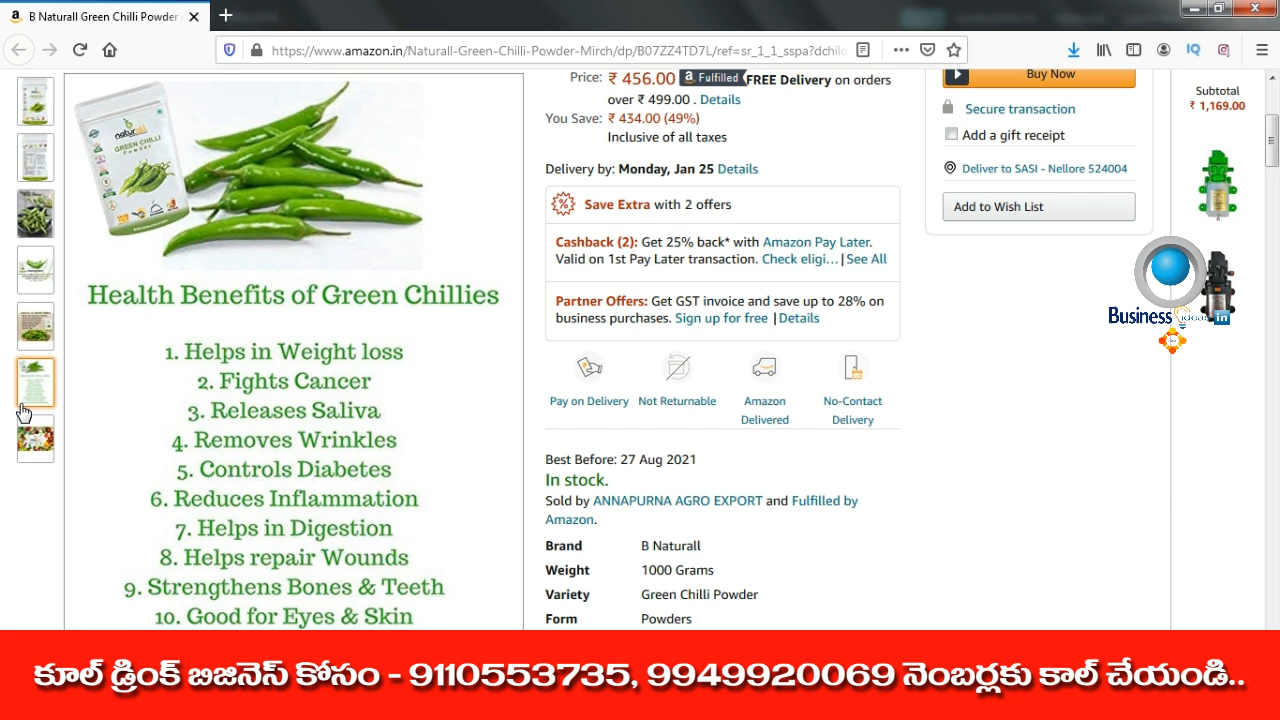 B Naturall Green Chilli Powder
https://www.amazon.in/Naturall-Green-Chilli-Powder-Mirch/dp/B07ZZ4TD7L/ref=sr_1_1_sspa?dchild
IQ
naturall
GREEN CHILLI
Powder
Health Benefits of Green Chillies
1. Helps in Weight loss
2. Fights Cancer
3. Releases Saliva
4. Removes Wrinkles
5. Controls Diabetes
6. Reduces Inflammation
7. Helps in Digestion
8. Helps repair Wounds
9. Strengthens Bones & Teeth
10. Good for Eyes & Skin
Price: ₹ 456.00 a Fulfilled FREE Delivery on orders
over ₹ 499.00 . Details
You Save: ₹ 434.00 (49%)
Inclusive of all taxes
Delivery by: Monday, Jan 25 Details
Save Extra with 2 offers
Cashback (2): Get 25% back* with Amazon Pay Later.
Valid on 1st Pay Later transaction. Check eligi… | See All
Partner Offers: Get GST invoice and save up to 28% on
business purchases. Sign up for free | Details
Pay on Delivery
Not Returnable
Amazon
Delivered
No-Contact
Delivery
Best Before: 27 Aug 2021
In stock.
Sold by ANNAPURNA AGRO EXPORT and Fulfilled by
Amazon.
Brand B Naturall
Weight 1000 Grams
Variety Green Chilli Powder
Form Powders
Buy Now
Secure transaction
Add a gift receipt
Deliver to SASI - Nellore 524004
Add to Wish List
Subtotal
₹ 1,169.00
Business ideas in
కూల్ డ్రింక్ బిజినెస్ కోసం - 9110553735, 9949920069 నెంబర్లకు కాల్ చేయండి..